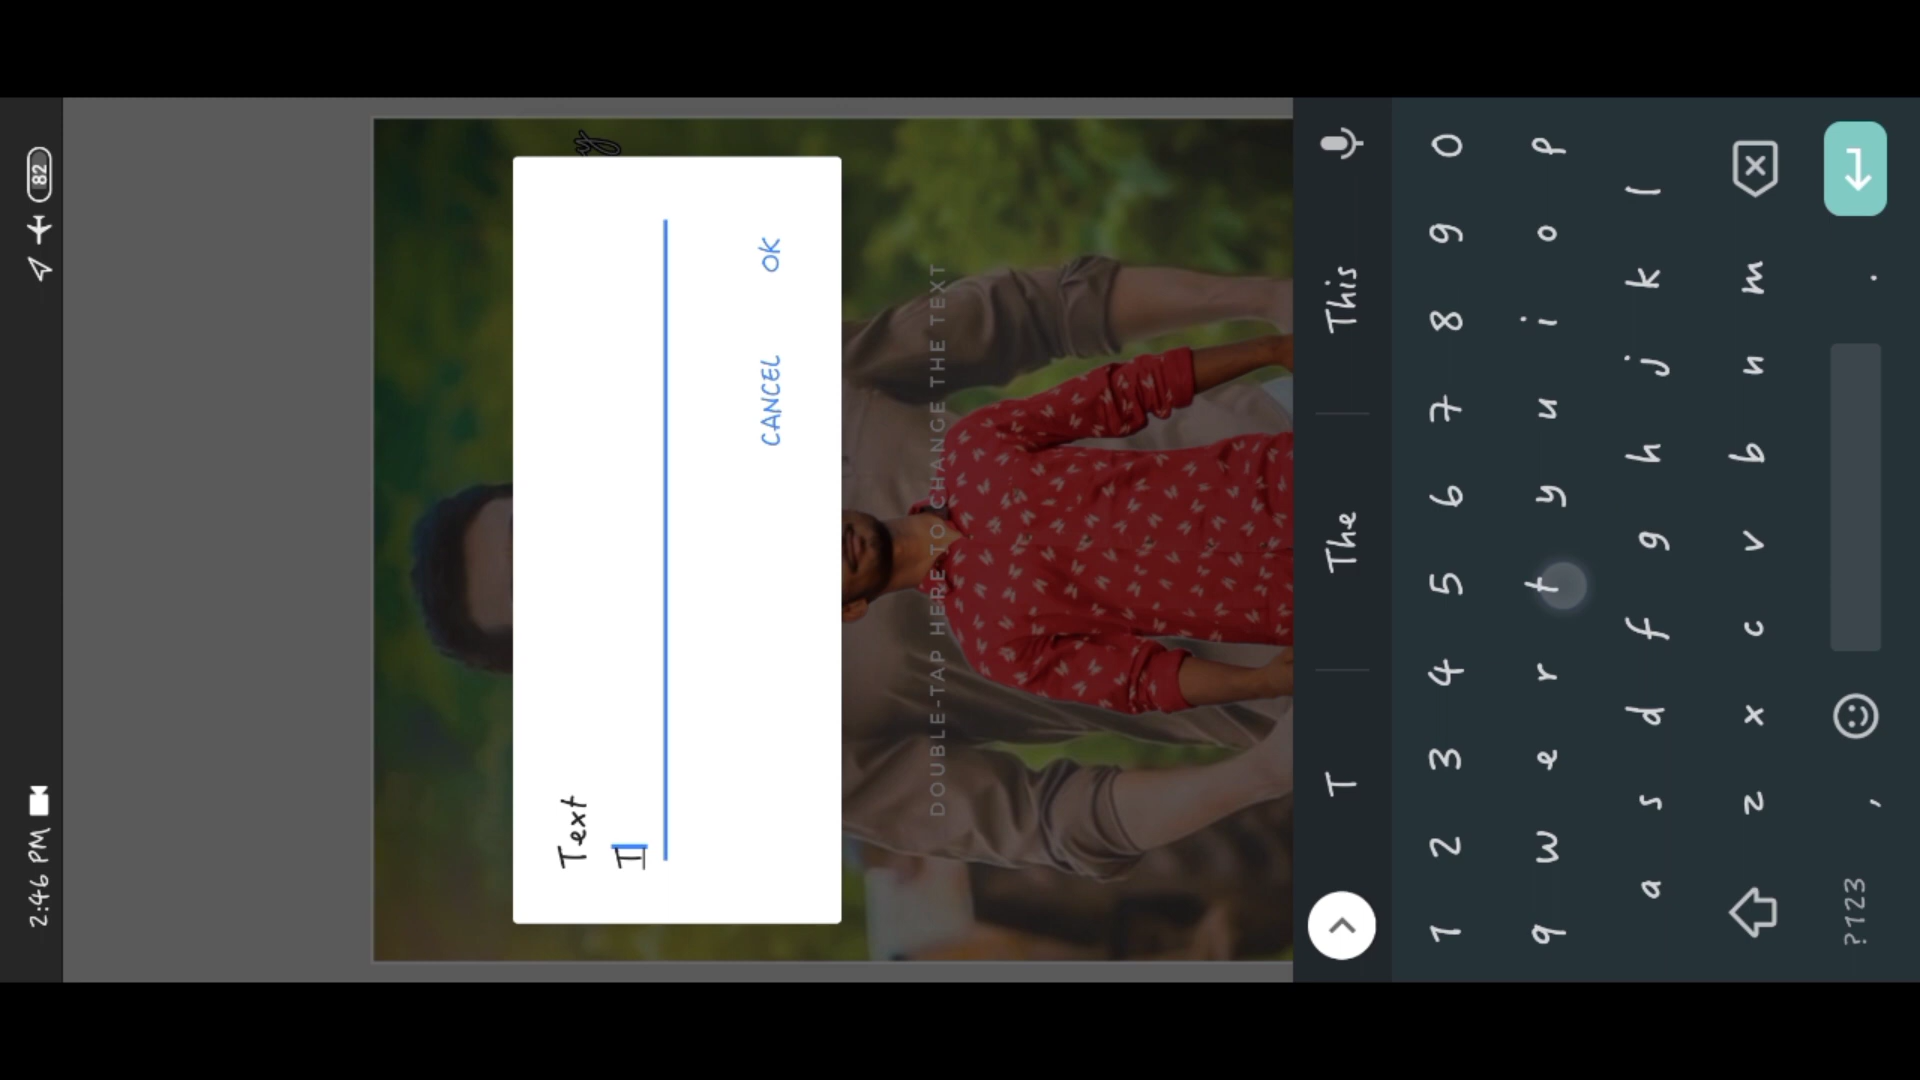 2:46 PM
82
y
Text
T
CANCEL OK
DOUBLE-TAP HERE TO CHANGE THE TEXT
T The This
1 2 3 4 5 6 7 8 9 0
q w e r t y u i o p
a s d f g h j k l
z x c v b n m
?123 , .